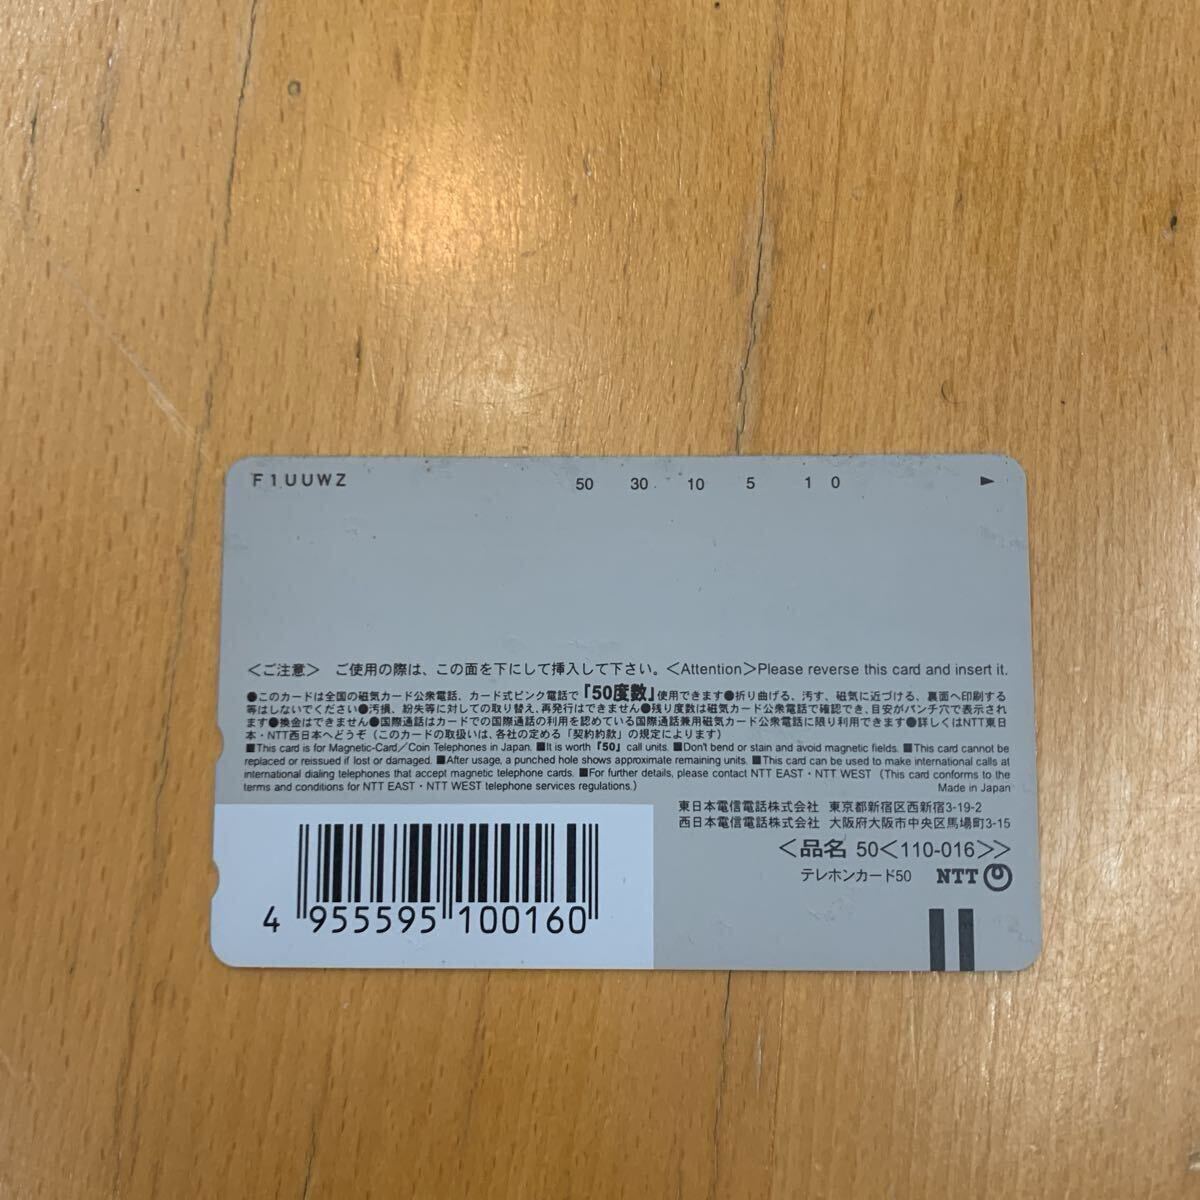 F1UUWZ 50 30 10 5 1 0 ▶
＜ご注意＞ ご使用の際は、この面を下にして挿入して下さい。＜Attention＞Please reverse this card and insert it.
●このカードは全国の磁気カード公衆電話、カード式ピンク電話で「50度数」使用できます●折り曲げる、汚す、磁気に近づける、裏面へ印刷する
等はしないでください●汚損、紛失等に対しての取り替え、再発行はできません●残り度数は磁気カード公衆電話で確認でき、目安がパンチ穴で表示され
ます●換金はできません●国際通話はカードでの国際通話の利用を認めている国際通話兼用磁気カード公衆電話に限り利用できます●詳しくはNTT東日
本・NTT西日本へどうぞ（このカードの取扱いは、各社の定める「契約約款」の規定によります）
■This card is for Magnetic-Card／Coin Telephones in Japan. ■It is worth「50」call units. ■Don't bend or stain and avoid magnetic fields. ■This card cannot be
replaced or reissued if lost or damaged. ■After usage, a punched hole shows approximate remaining units. ■This card can be used to make international calls at
international dialing telephones that accept magnetic telephone cards. ■For further details, please contact NTT EAST・NTT WEST (This card conforms to the
terms and conditions for NTT EAST・NTT WEST telephone services regulations.) Made in Japan
東日本電信電話株式会社 東京都新宿区西新宿3-19-2
西日本電信電話株式会社 大阪府大阪市中央区馬場町3-15
＜品名 50＜110-016＞＞
テレホンカード50 NTT
4 955595 100160